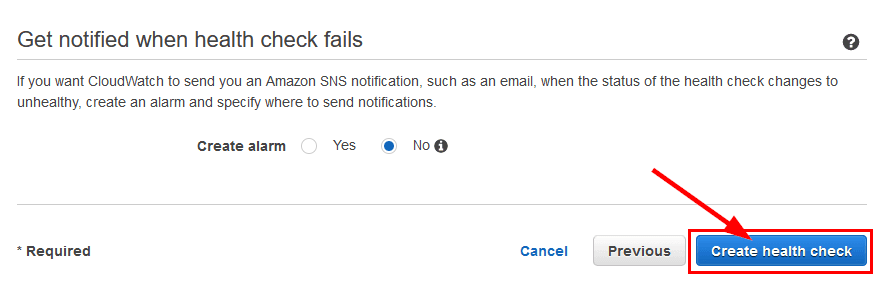 Get notified when health check fails
If you want CloudWatch to send you an Amazon SNS notification, such as an email, when the status of the health check changes to
unhealthy, create an alarm and specify where to send notifications.
Create alarm Yes No
* Required Cancel Previous Create health check